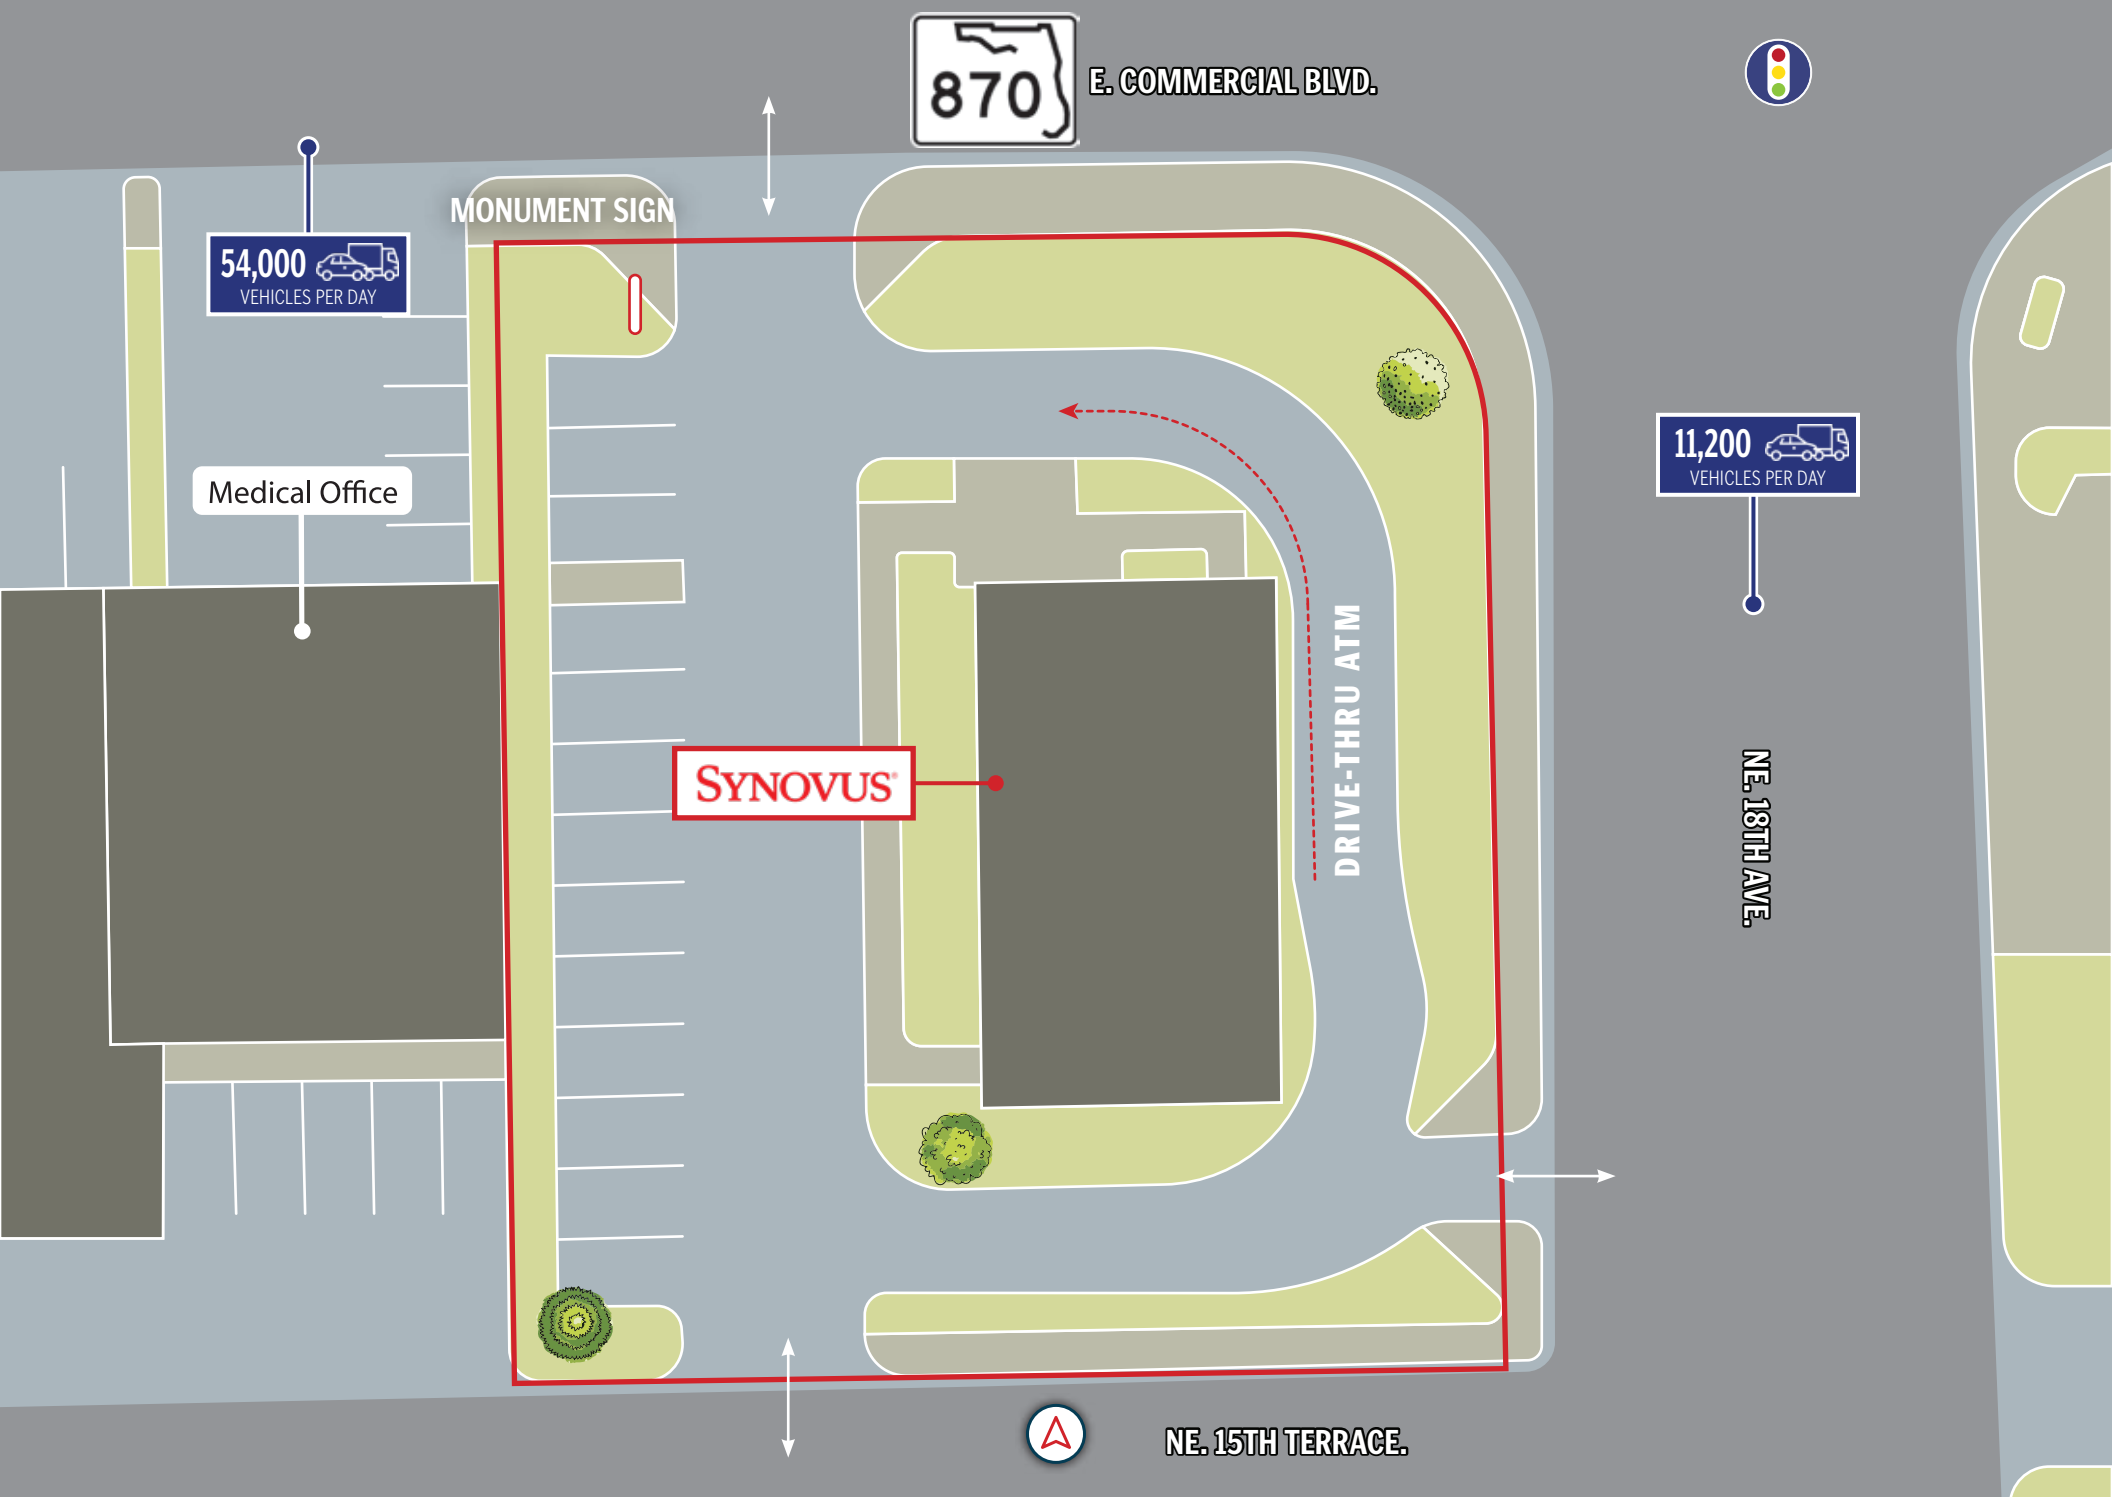 870
E. COMMERCIAL BLVD.
MONUMENT SIGN
54,000
VEHICLES PER DAY
11,200
VEHICLES PER DAY
Medical Office
DRIVE-THRU ATM
SYNOVUS®
NE. 18TH AVE.
NE. 15TH TERRACE.